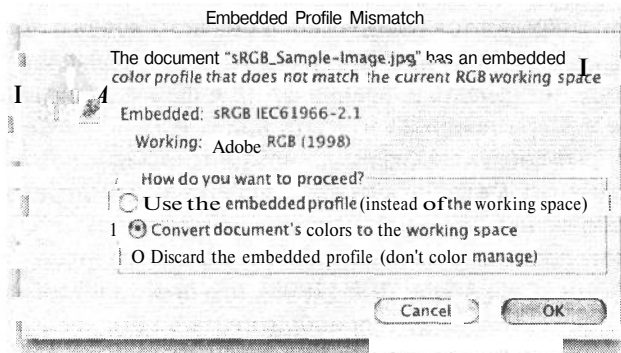 Embedded Profile Mismatch
The document "sRGB_Sample-Image.jpg" has an embedded
color profile that does not match the current RGB working space
Embedded: sRGB IEC61966-2.1
Working: Adobe RGB (1998)
How do you want to proceed?
Use the embedded profile (instead of the working space)
Convert document's colors to the working space
Discard the embedded profile (don't color manage)
Cancel OK